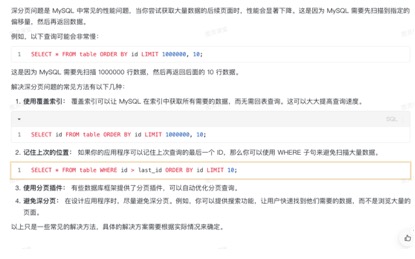 深分页问题是 MySQL 中常见的性能问题，当你尝试获取大量数据的后续页面时，性能会显著下降。这是因为 MySQL 需要先扫描到指定的
偏移量，然后再返回数据。
例如，以下查询可能会非常慢：
1 SELECT * FROM table ORDER BY id LIMIT 1000000, 10;
这是因为 MySQL 需要先扫描 1000000 行数据，然后再返回后面的 10 行数据。
解决深分页问题的常见方法有以下几种：
1. 使用覆盖索引： 覆盖索引可以让 MySQL 在索引中获取所有需要的数据，而无需回表查询。这可以大大提高查询速度。
SQL
1 SELECT id FROM table ORDER BY id LIMIT 1000000, 10;
2. 记住上次的位置： 如果你的应用程序可以记住上次查询的最后一个 ID，那么你可以使用 WHERE 子句来避免扫描大量数据。
1 SELECT * FROM table WHERE id > last_id ORDER BY id LIMIT 10;
3. 使用分页插件： 有些数据库框架提供了分页插件，可以自动优化分页查询。
4. 避免深分页： 在设计应用程序时，尽量避免深分页。例如，你可以提供搜索功能，让用户快速找到他们需要的数据，而不是浏览大量的
页面。
以上只是一些常见的解决方法，具体的解决方案需要根据实际情况来确定。